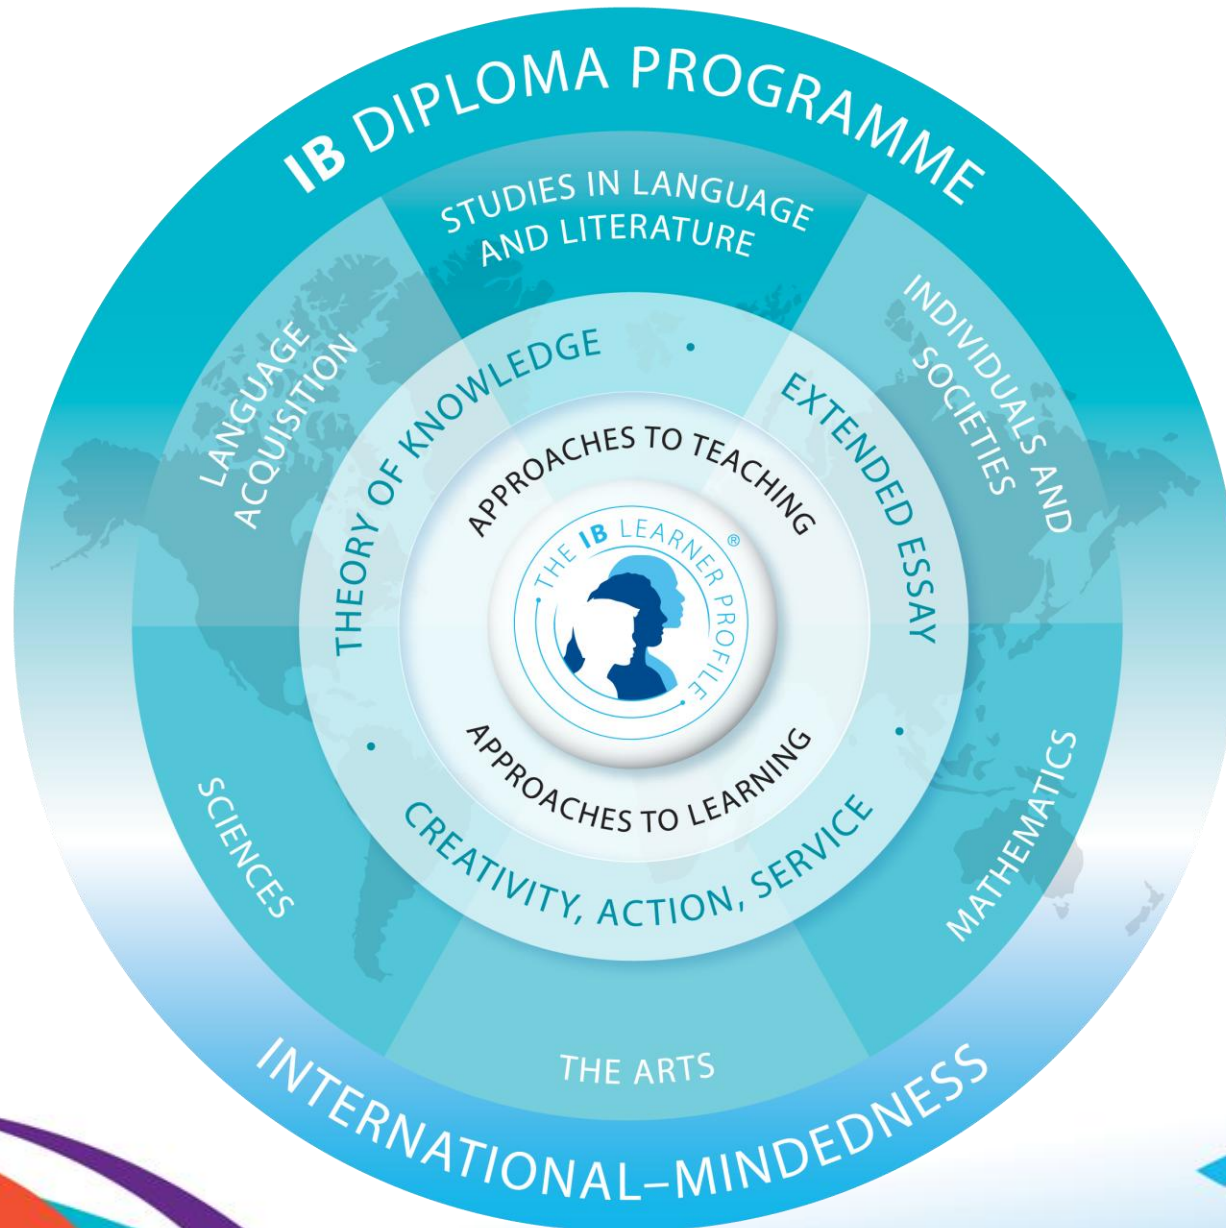 IB DIPLOMA PROGRAMME
STUDIES IN LANGUAGE
AND LITERATURE
LANGUAGE
ACQUISITION
INDIVIDUALS AND
SOCIETIES
THEORY OF KNOWLEDGE
•
EXTENDED ESSAY
•
APPROACHES TO TEACHING
THE IB LEARNER PROFILE ®
APPROACHES TO LEARNING
•
CREATIVITY, ACTION, SERVICE
SCIENCES
MATHEMATICS
THE ARTS
INTERNATIONAL–MINDEDNESS